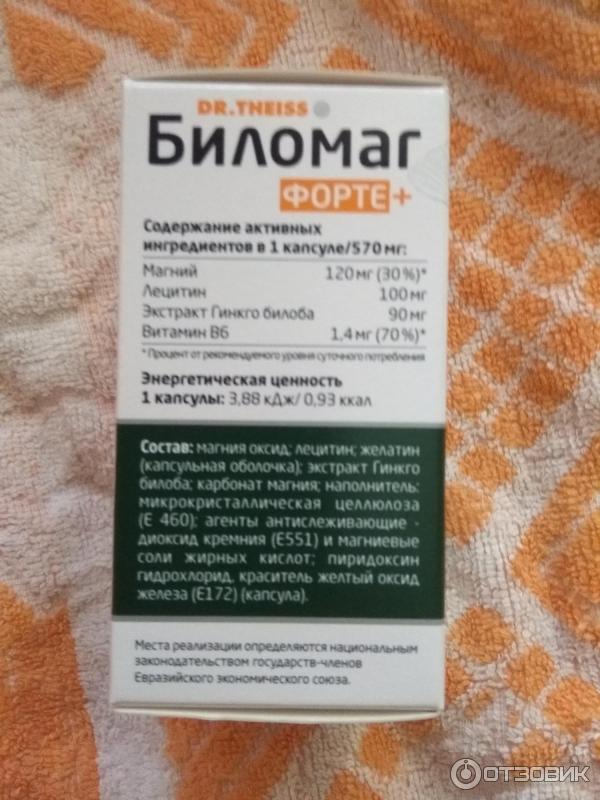 DR.THEISS
Биломаг
ФОРТЕ+
Содержание активных
ингредиентов в 1 капсуле/570 мг:
Магний 120 мг (30%)*
Лецитин 100 мг
Экстракт Гинкго билоба 90 мг
Витамин В6 1,4 мг (70%)*
* Процент от рекомендуемого уровня суточного потребления
Энергетическая ценность
1 капсулы: 3,88 кДж/ 0,93 ккал
Состав: магния оксид; лецитин; желатин
(капсульная оболочка); экстракт Гинкго
билоба; карбонат магния; наполнитель:
микрокристаллическая целлюлоза
(Е 460); агенты антислеживающие -
диоксид кремния (Е551) и магниевые
соли жирных кислот; пиридоксин
гидрохлорид, краситель желтый оксид
железа (Е172) (капсула).
Места реализации определяются национальным
законодательством государств-членов
Евразийского экономического союза.
ОТЗОВИК